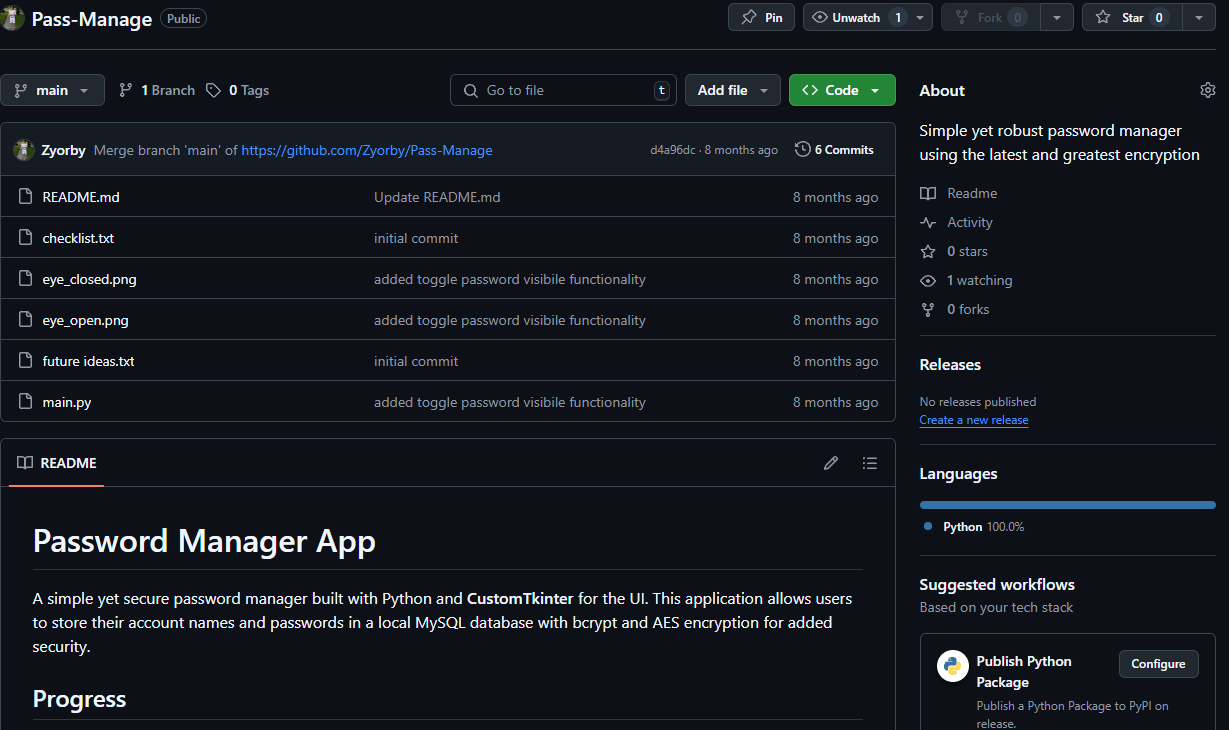 Pass-Manage Public
Pin
Unwatch 1
Fork 0
Star 0
main
1 Branch
0 Tags
Go to file
t
Add file
Code
Zyorby Merge branch 'main' of https://github.com/Zyorby/Pass-Manage
d4a96dc · 8 months ago
6 Commits
README.md Update README.md 8 months ago
checklist.txt initial commit 8 months ago
eye_closed.png added toggle password visibile functionality 8 months ago
eye_open.png added toggle password visibile functionality 8 months ago
future ideas.txt initial commit 8 months ago
main.py added toggle password visibile functionality 8 months ago
README
Password Manager App
A simple yet secure password manager built with Python and CustomTkinter for the UI. This application allows users
to store their account names and passwords in a local MySQL database with bcrypt and AES encryption for added
security.
Progress
About
Simple yet robust password manager
using the latest and greatest encryption
Readme
Activity
0 stars
1 watching
0 forks
Releases
No releases published
Create a new release
Languages
Python 100.0%
Suggested workflows
Based on your tech stack
Publish Python
Package
Configure
Publish a Python Package to PyPI on
release.